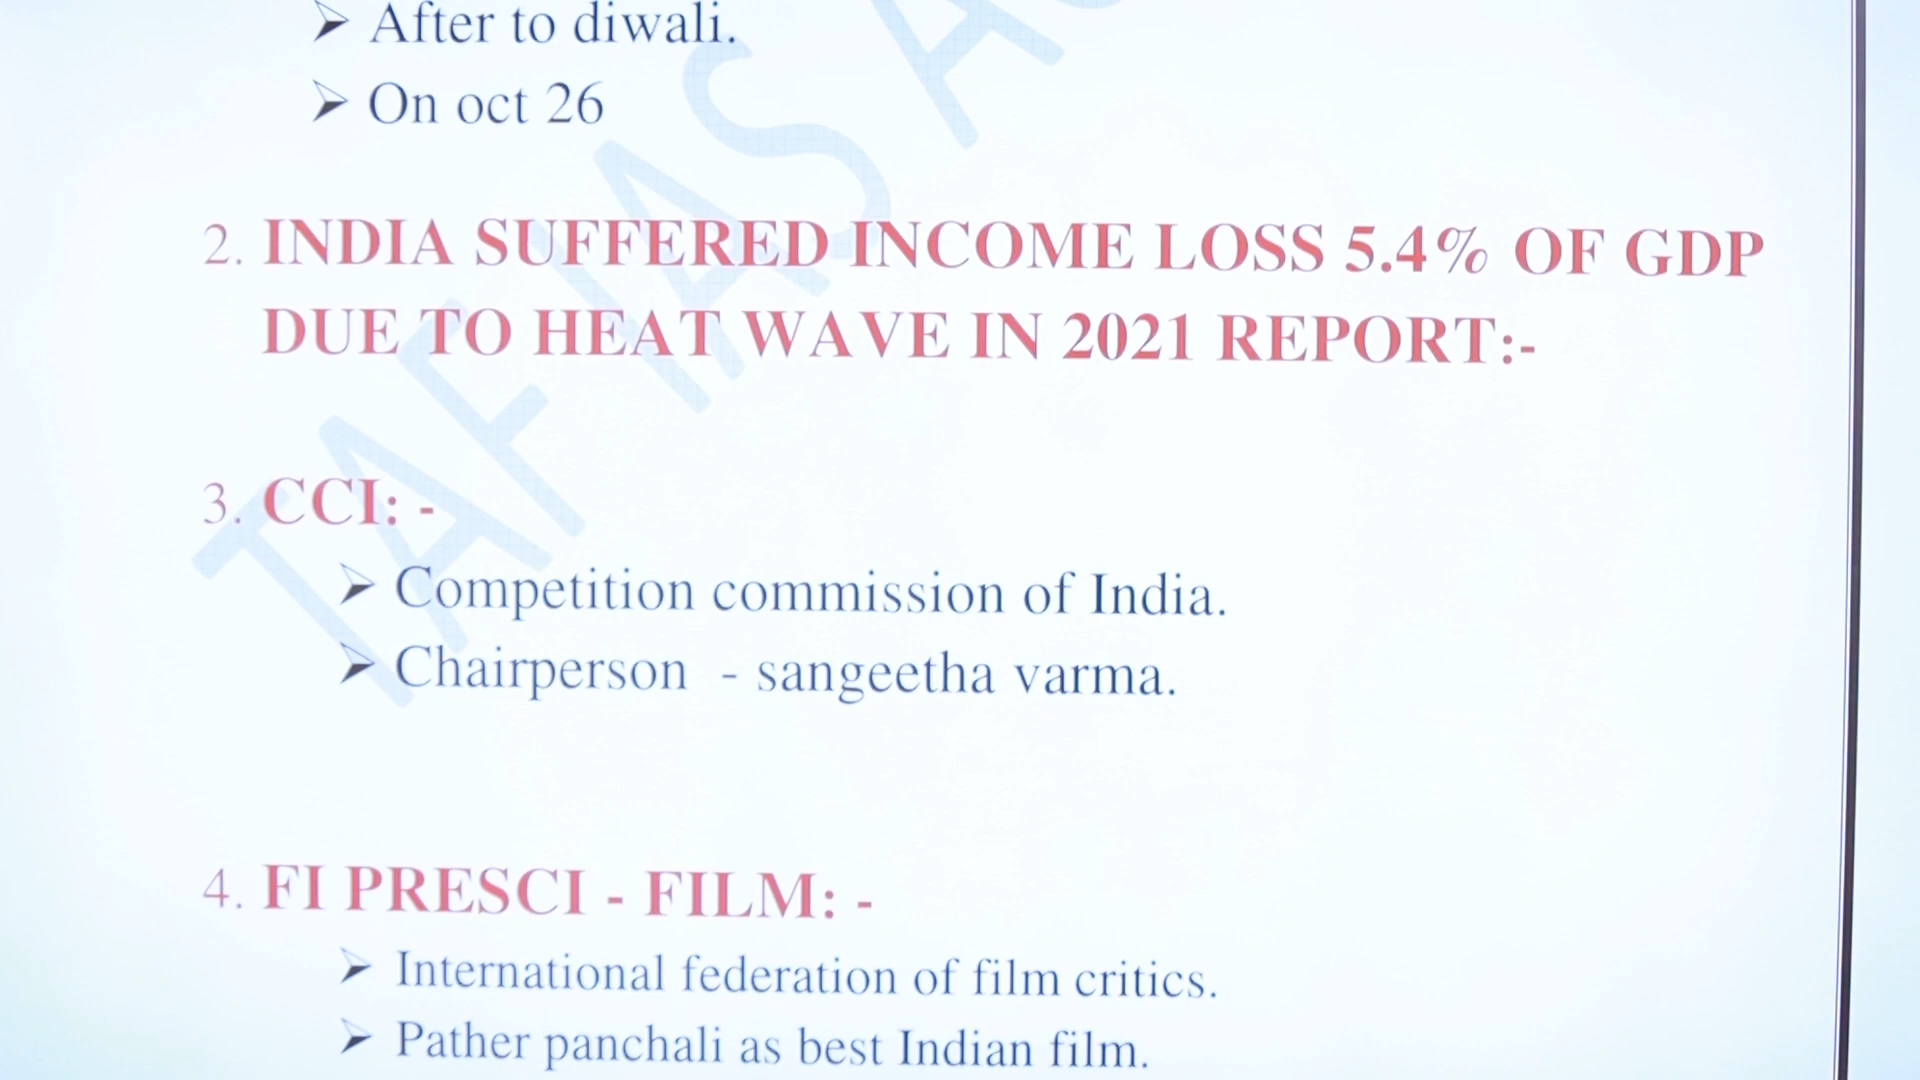 ➢ After to diwali.
➢ On oct 26
2. INDIA SUFFERED INCOME LOSS 5.4% OF GDP
DUE TO HEAT WAVE IN 2021 REPORT:-
3. CCI: -
➢ Competition commission of India.
➢ Chairperson - sangeetha varma.
4. FI PRESCI - FILM: -
➢ International federation of film critics.
➢ Pather panchali as best Indian film.
TAF IAS